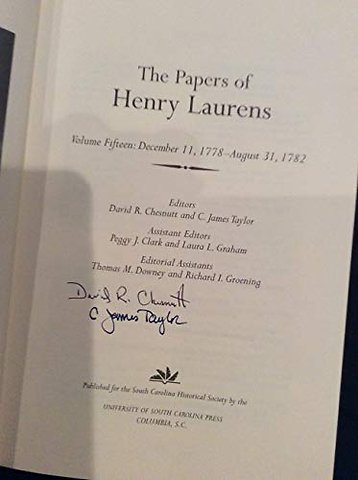 The Papers of
Henry Laurens
Volume Fifteen: December 11, 1778–August 31, 1782
Editors
David R. Chesnutt and C. James Taylor
Assistant Editors
Peggy J. Clark and Laura L. Graham
Editorial Assistants
Thomas M. Downey and Richard I. Groening
David R. Chesnutt
C James Taylor
Published for the South Carolina Historical Society by the
UNIVERSITY OF SOUTH CAROLINA PRESS
COLUMBIA, S.C.